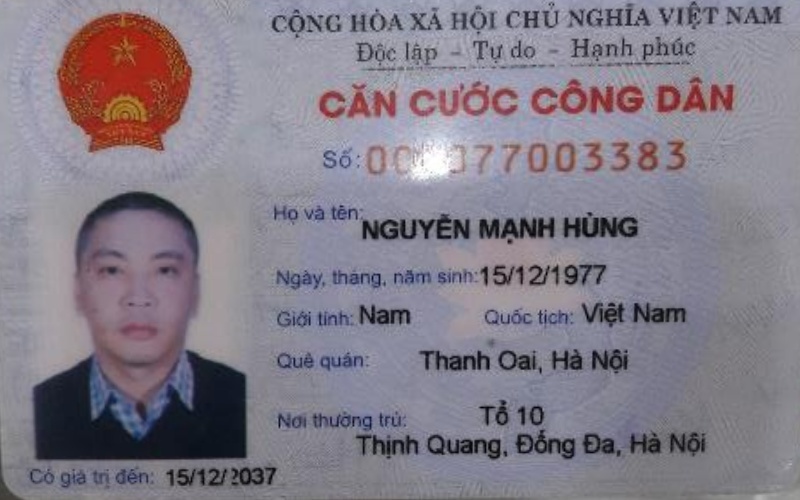 CỘNG HÒA XÃ HỘI CHỦ NGHĨA VIỆT NAM
Độc lập - Tự do - Hạnh phúc
CĂN CƯỚC CÔNG DÂN
Số:
Họ và tên: NGUYỄN MẠNH HÙNG
Ngày, tháng, năm sinh: 15/12/1977
Giới tính: Nam Quốc tịch: Việt Nam
Quê quán: Thanh Oai, Hà Nội
Nơi thường trú: Tổ 10
Thịnh Quang, Đống Đa, Hà Nội
Có giá trị đến: 15/12/2037